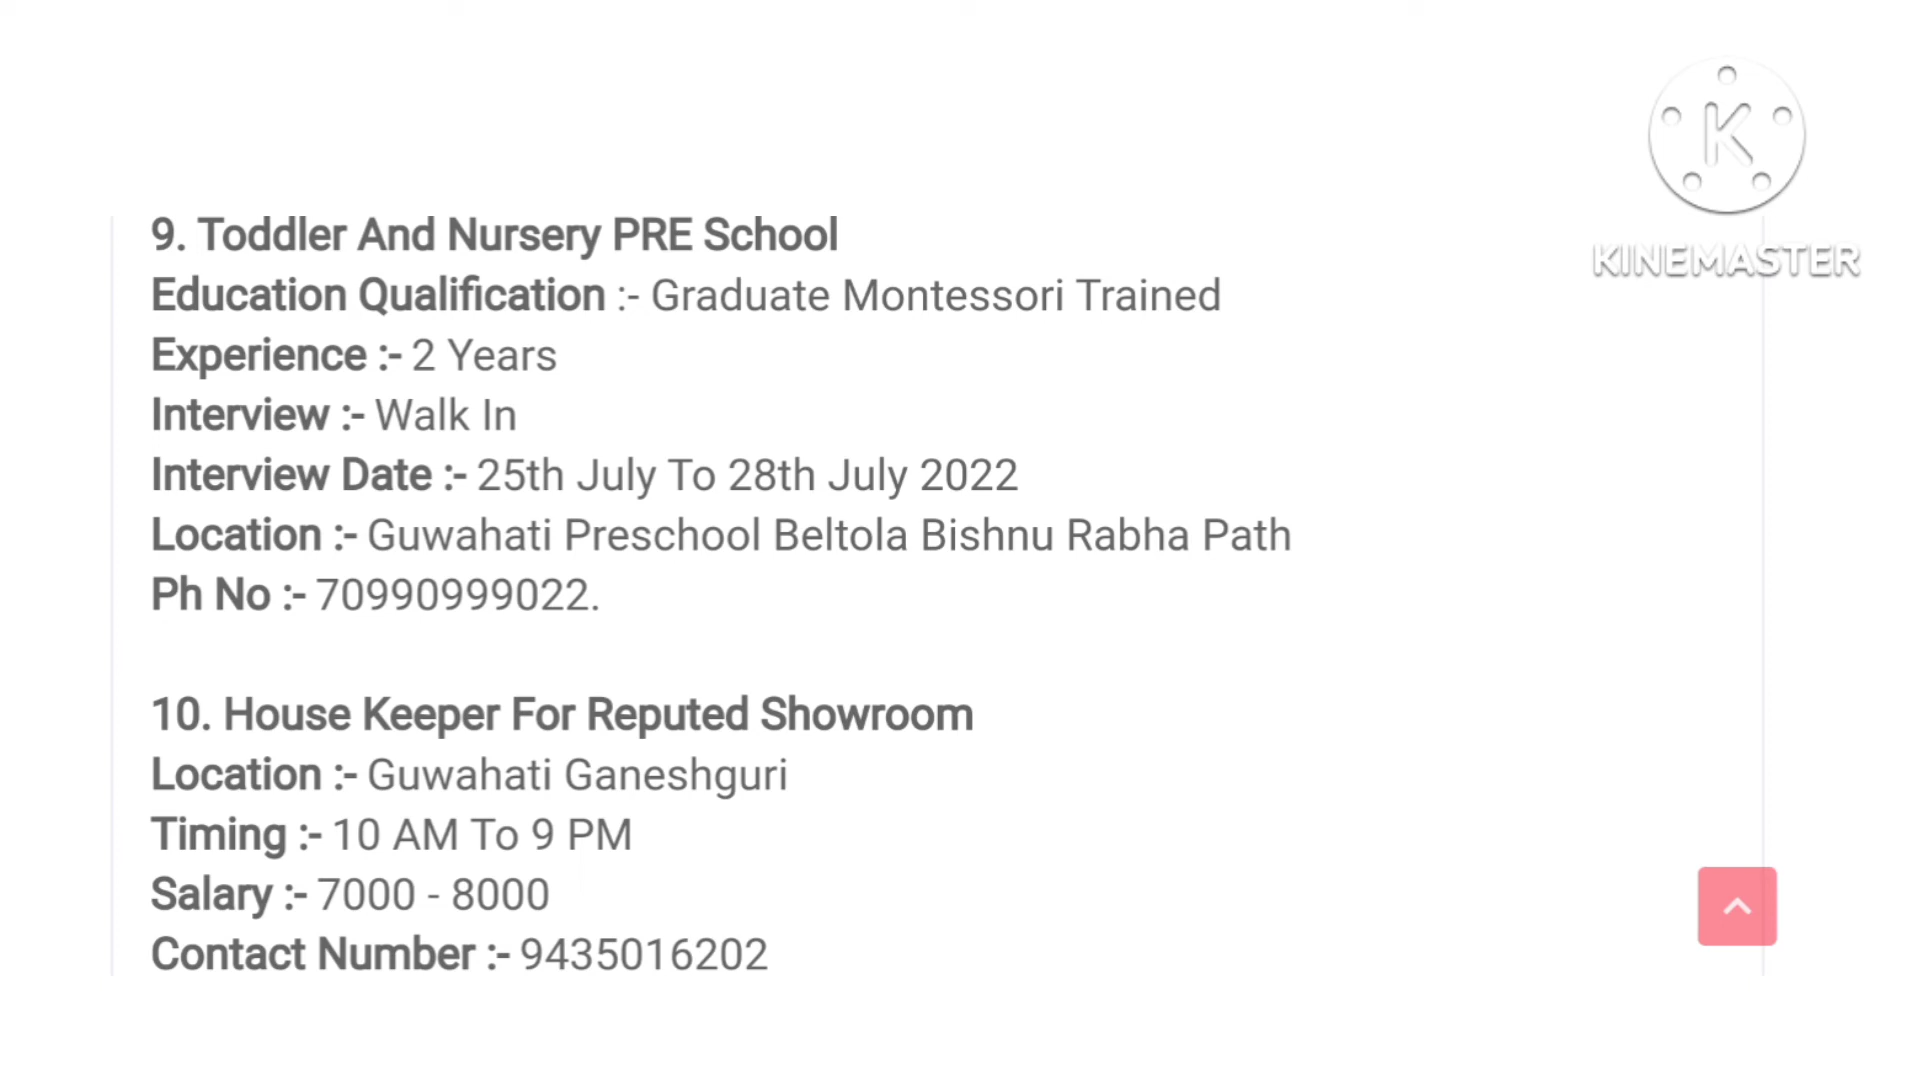 K
KINEMASTER
9. Toddler And Nursery PRE School
Education Qualification :- Graduate Montessori Trained
Experience :- 2 Years
Interview :- Walk In
Interview Date :- 25th July To 28th July 2022
Location :- Guwahati Preschool Beltola Bishnu Rabha Path
Ph No :- 70990999022.
10. House Keeper For Reputed Showroom
Location :- Guwahati Ganeshguri
Timing :- 10 AM To 9 PM
Salary :- 7000 - 8000
Contact Number :- 9435016202